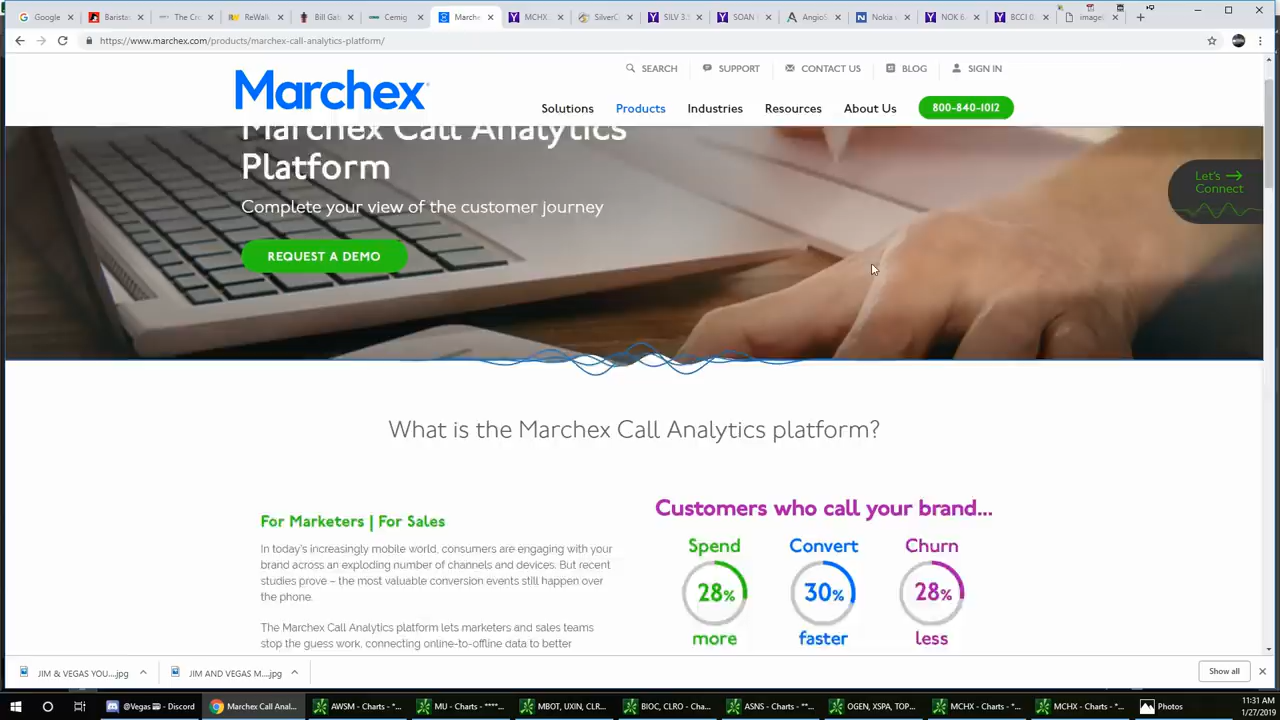 Google
Barista
The Cro
ReWalk
Bill Gat
Cemig
Marche
MCHX
SilverC
SILV 3.
SOAN
AngioS
Nokia
NOK 6.
BCCI 0.
image
https://www.marchex.com/products/marchex-call-analytics-platform/
SEARCH
SUPPORT
CONTACT US
BLOG
SIGN IN
Marchex
Solutions
Products
Industries
Resources
About Us
800-840-1012
Marchex Call Analytics
Platform
Complete your view of the customer journey
REQUEST A DEMO
Let's →
Connect
What is the Marchex Call Analytics platform?
For Marketers | For Sales
In today's increasingly mobile world, consumers are engaging with your
brand across an exploding number of channels and devices. But recent
studies prove – the most valuable conversion events still happen over
the phone.
The Marchex Call Analytics platform lets marketers and sales teams
stop the guess work, connecting online-to-offline data to better
Customers who call your brand...
Spend
28%
more
Convert
30%
faster
Churn
28%
less
JIM & VEGAS YOU....jpg
JIM AND VEGAS M....jpg
Show all
@Vegas - Discord
Marchex Call Anal...
AWSM - Charts - *...
MU - Charts - ****...
MBOT, UXIN, CLR...
BIOC, CLRO - Cha...
ASNS - Charts - **...
OGEN, XSPA, TOP...
MCHX - Charts - *...
MCHX - Charts - *...
Photos
11:31 AM
1/27/2019